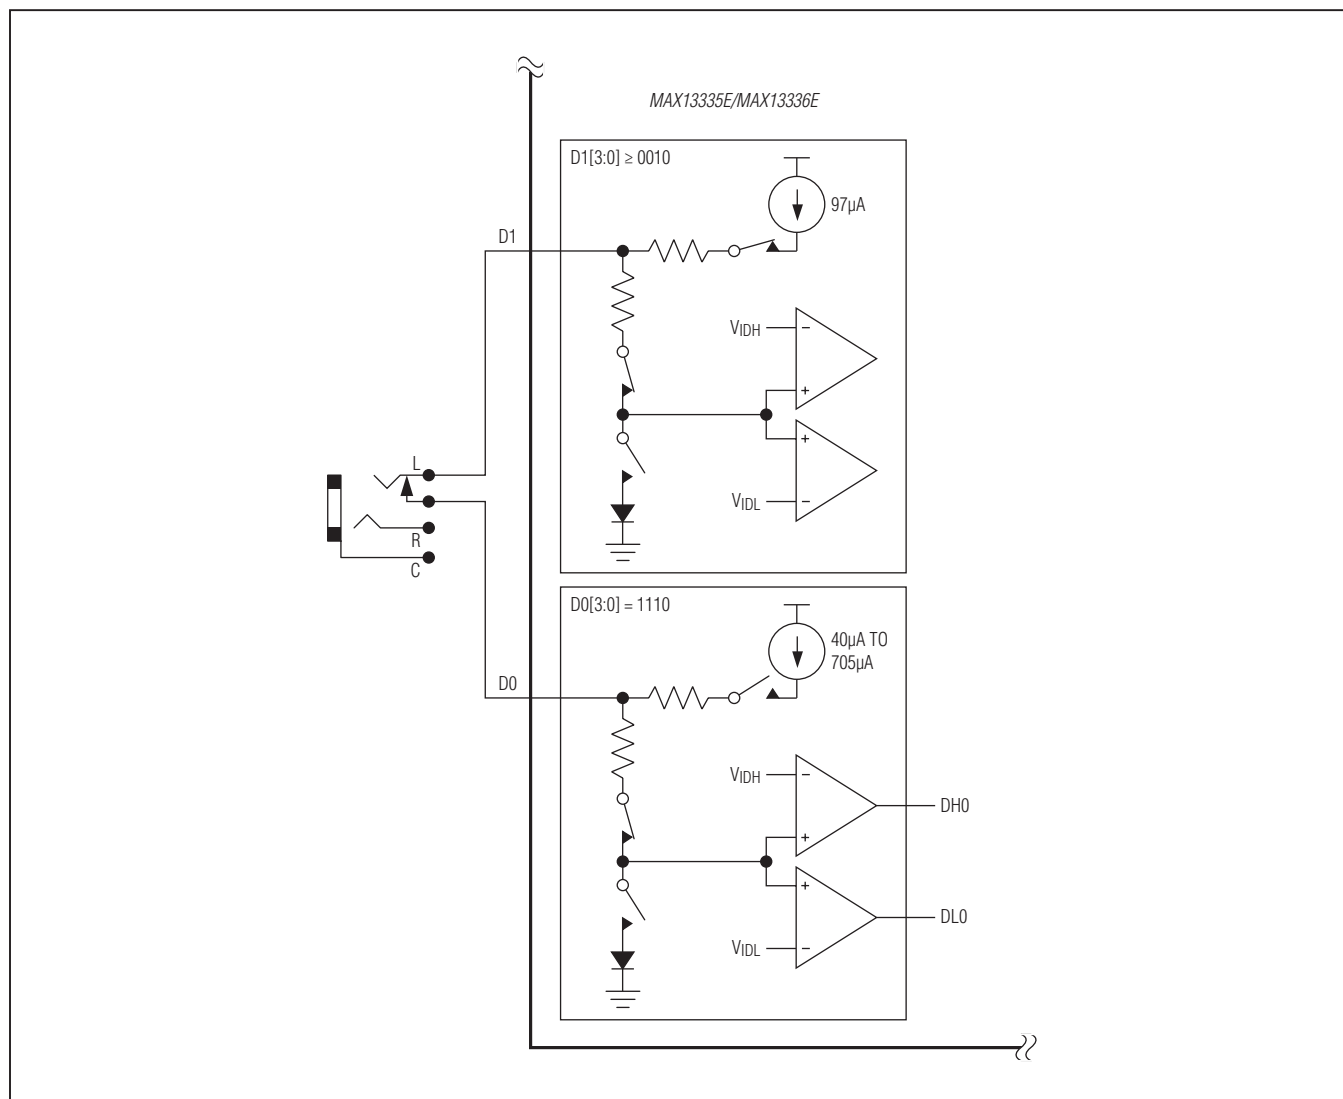 MAX13335E/MAX13336E
D1[3:0] ≥ 0010
97µA
D1
VIDH
−
+
+
VIDL
−
L
R
C
D0[3:0] = 1110
40µA TO
705µA
D0
VIDH
−
DH0
+
+
DL0
VIDL
−